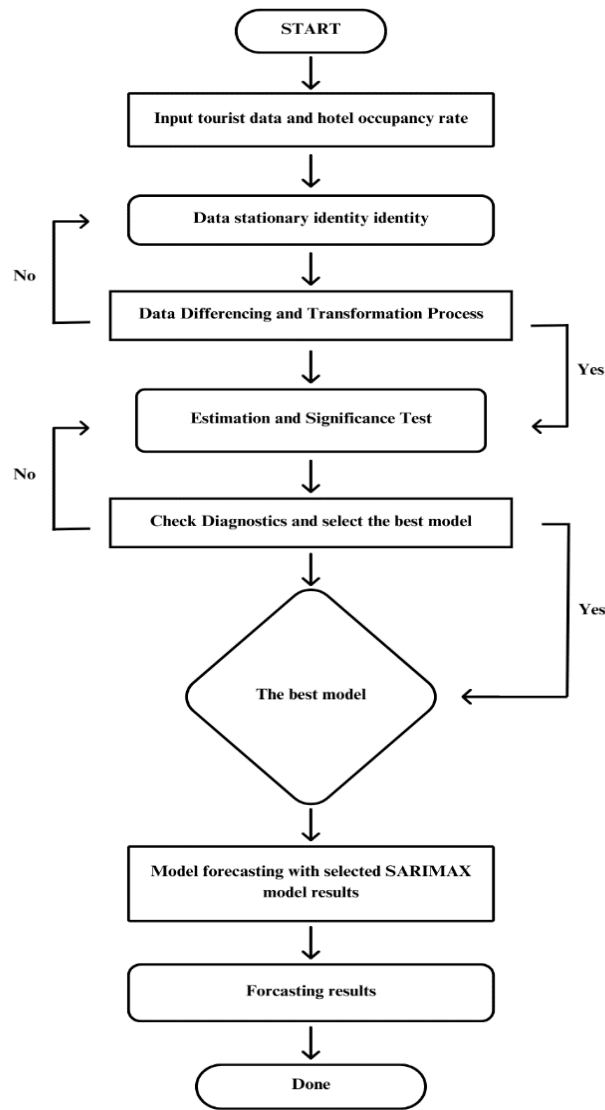 START
Input tourist data and hotel occupancy rate
Data stationary identity identity
No
Data Differencing and Transformation Process
Yes
Estimation and Significance Test
No
Check Diagnostics and select the best model
Yes
The best model
Model forecasting with selected SARIMAX
model results
Forcasting results
Done